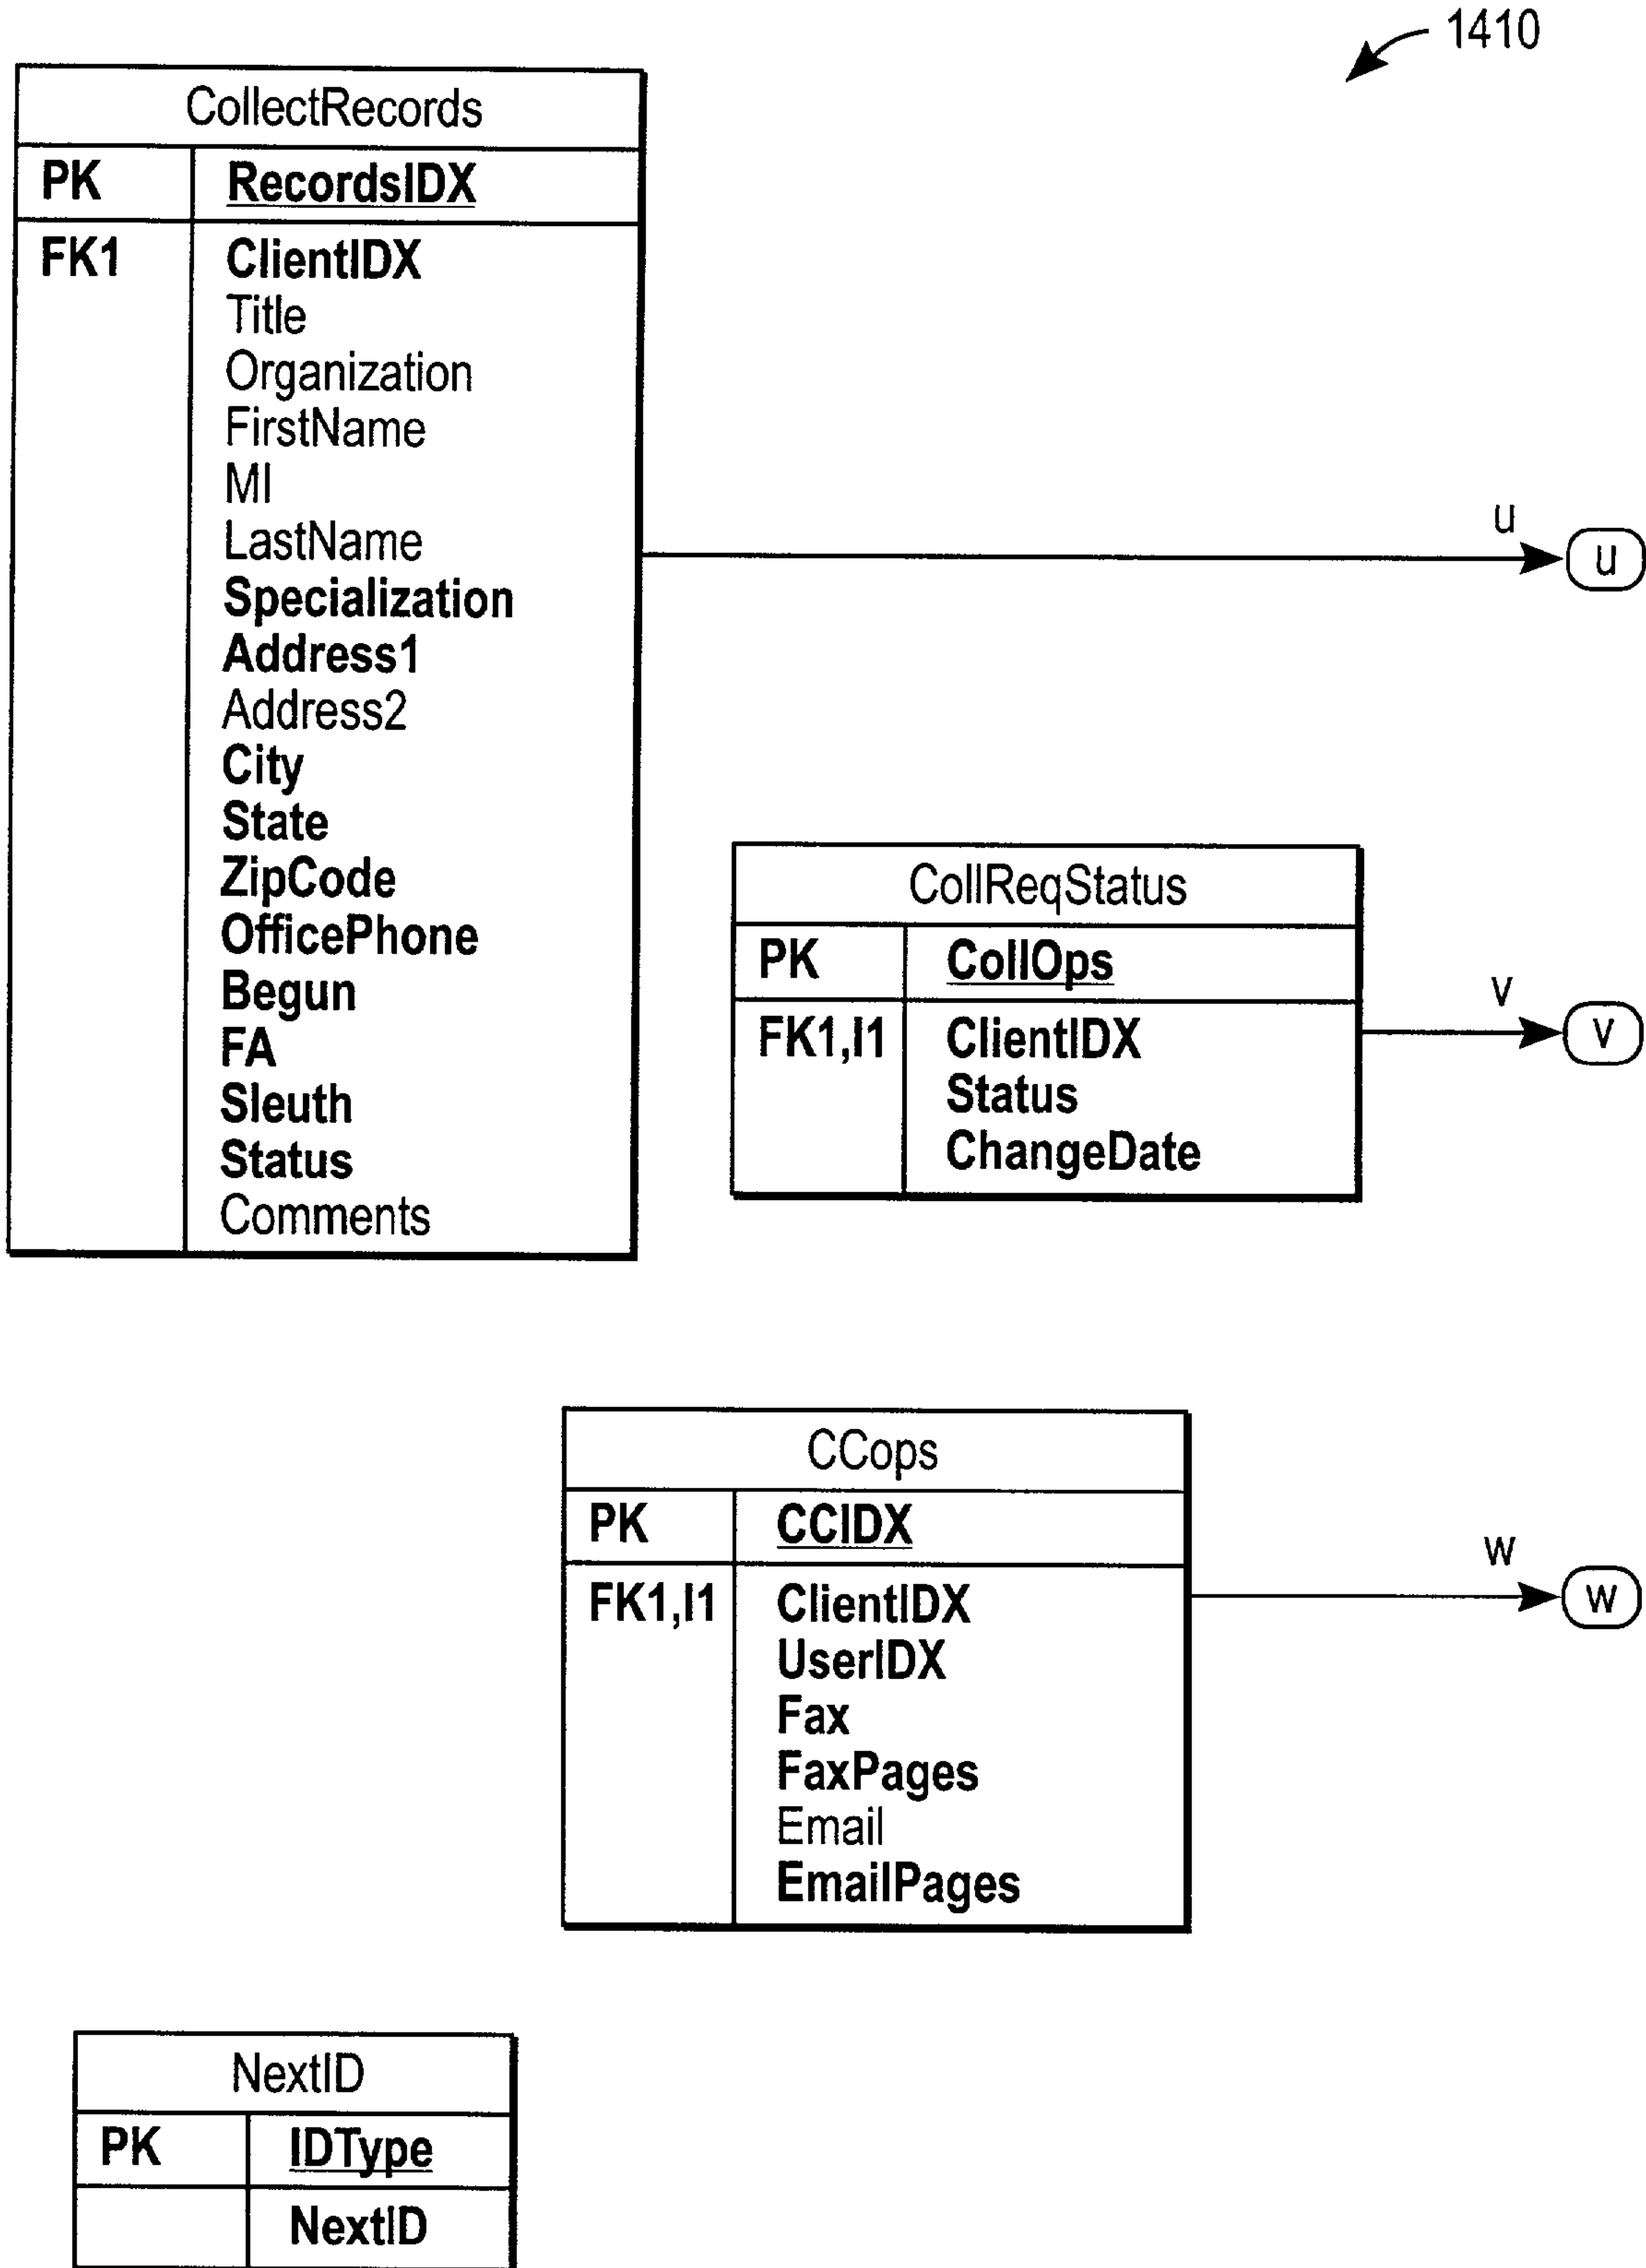 1410
CollectRecords
PK RecordsIDX
FK1 ClientIDX
Title
Organization
FirstName
MI
LastName
Specialization
Address1
Address2
City
State
ZipCode
OfficePhone
Begun
FA
Sleuth
Status
Comments
u
u
CollReqStatus
PK CollOps
FK1,I1 ClientIDX
Status
ChangeDate
v
v
CCops
PK CCIDX
FK1,I1 ClientIDX
UserIDX
Fax
FaxPages
Email
EmailPages
w
w
NextID
PK IDType
NextID